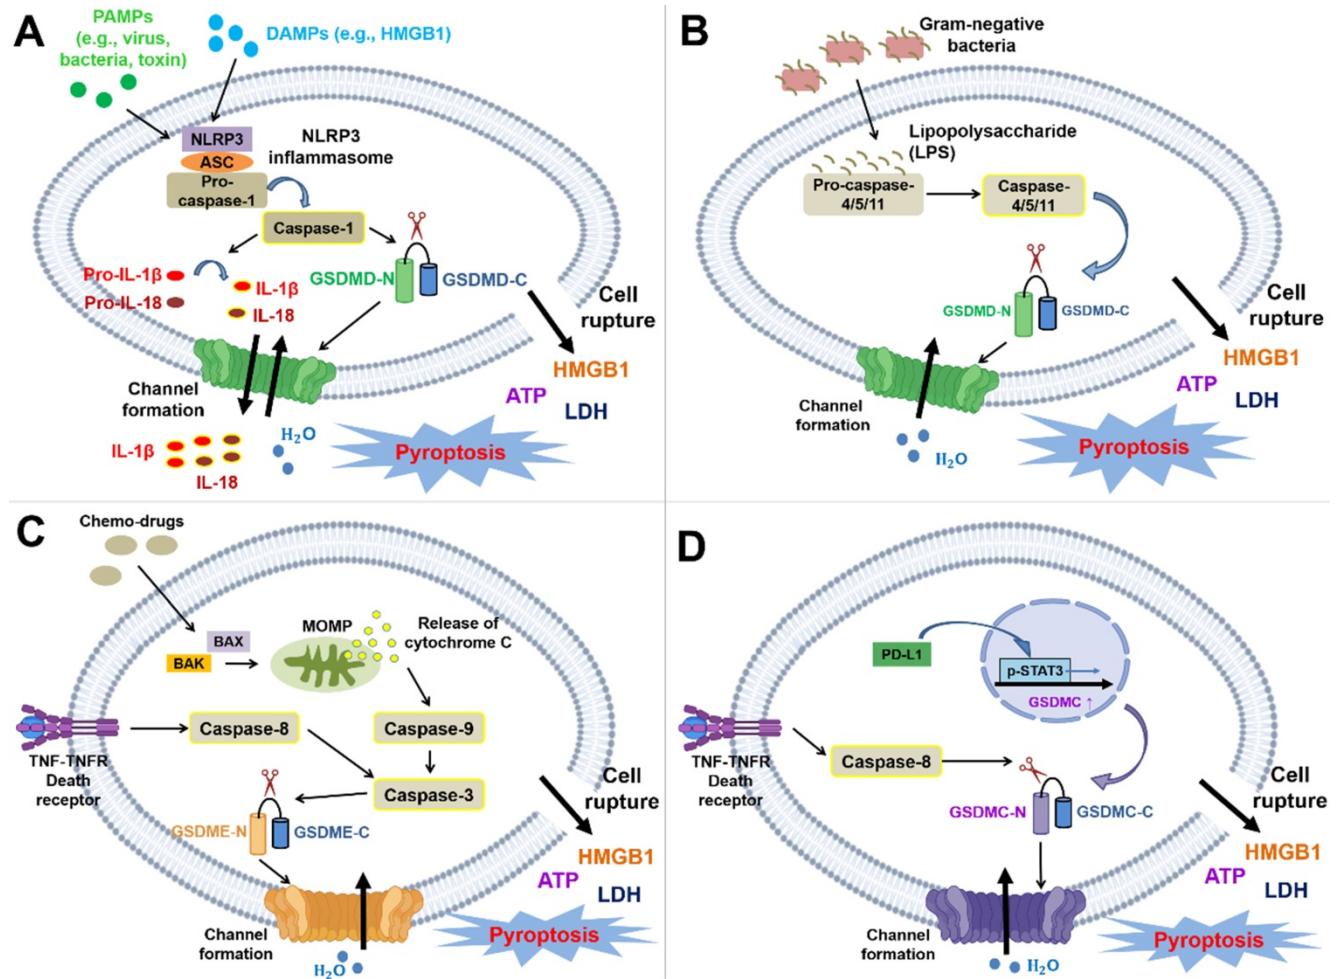 A
PAMPs
(e.g., virus,
bacteria, toxin)
DAMPs (e.g., HMGB1)
NLRP3
ASC
Pro-
caspase-1
NLRP3
inflammasome
Caspase-1
Pro-IL-1β
Pro-IL-18
IL-1β
IL-18
GSDMD-N
GSDMD-C
Cell
rupture
HMGB1
ATP
LDH
Channel
formation
IL-1β
IL-18
H₂O
Pyroptosis
B
Gram-negative
bacteria
Lipopolysaccharide
(LPS)
Pro-caspase-
4/5/11
Caspase-
4/5/11
GSDMD-N
GSDMD-C
Cell
rupture
HMGB1
ATP
LDH
Channel
formation
H₂O
Pyroptosis
C
Chemo-drugs
BAX
BAK
MOMP
Release of
cytochrome C
TNF-TNFR
Death
receptor
Caspase-8
Caspase-9
Caspase-3
GSDME-N
GSDME-C
Cell
rupture
HMGB1
ATP
LDH
Channel
formation
H₂O
Pyroptosis
D
PD-L1
p-STAT3
GSDMC ↑
TNF-TNFR
Death
receptor
Caspase-8
GSDMC-N
GSDMC-C
Cell
rupture
HMGB1
ATP
LDH
Channel
formation
H₂O
Pyroptosis